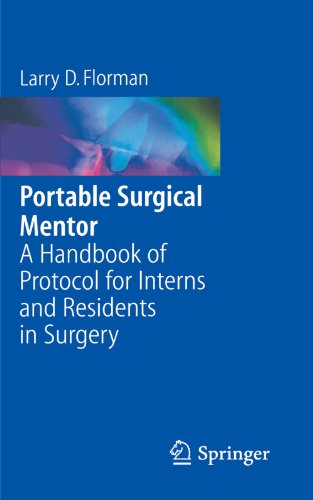 Larry D. Florman
Portable Surgical
Mentor
A Handbook of
Protocol for Interns
and Residents
in Surgery
Springer